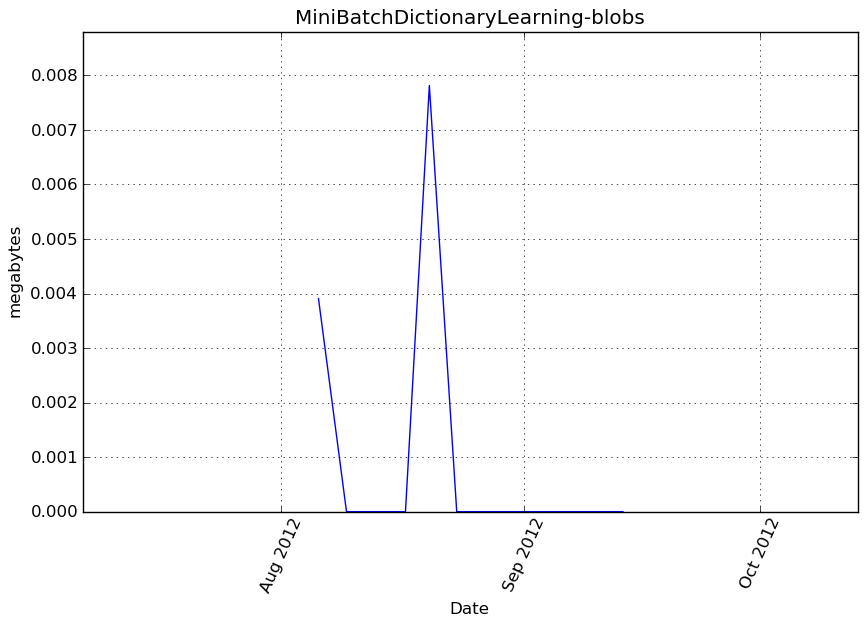 MiniBatchDictionaryLearning-blobs
0.008
0.007
0.006
0.005
0.004
0.003
0.002
0.001
0.000
megabytes
Aug 2012
Sep 2012
Oct 2012
Date